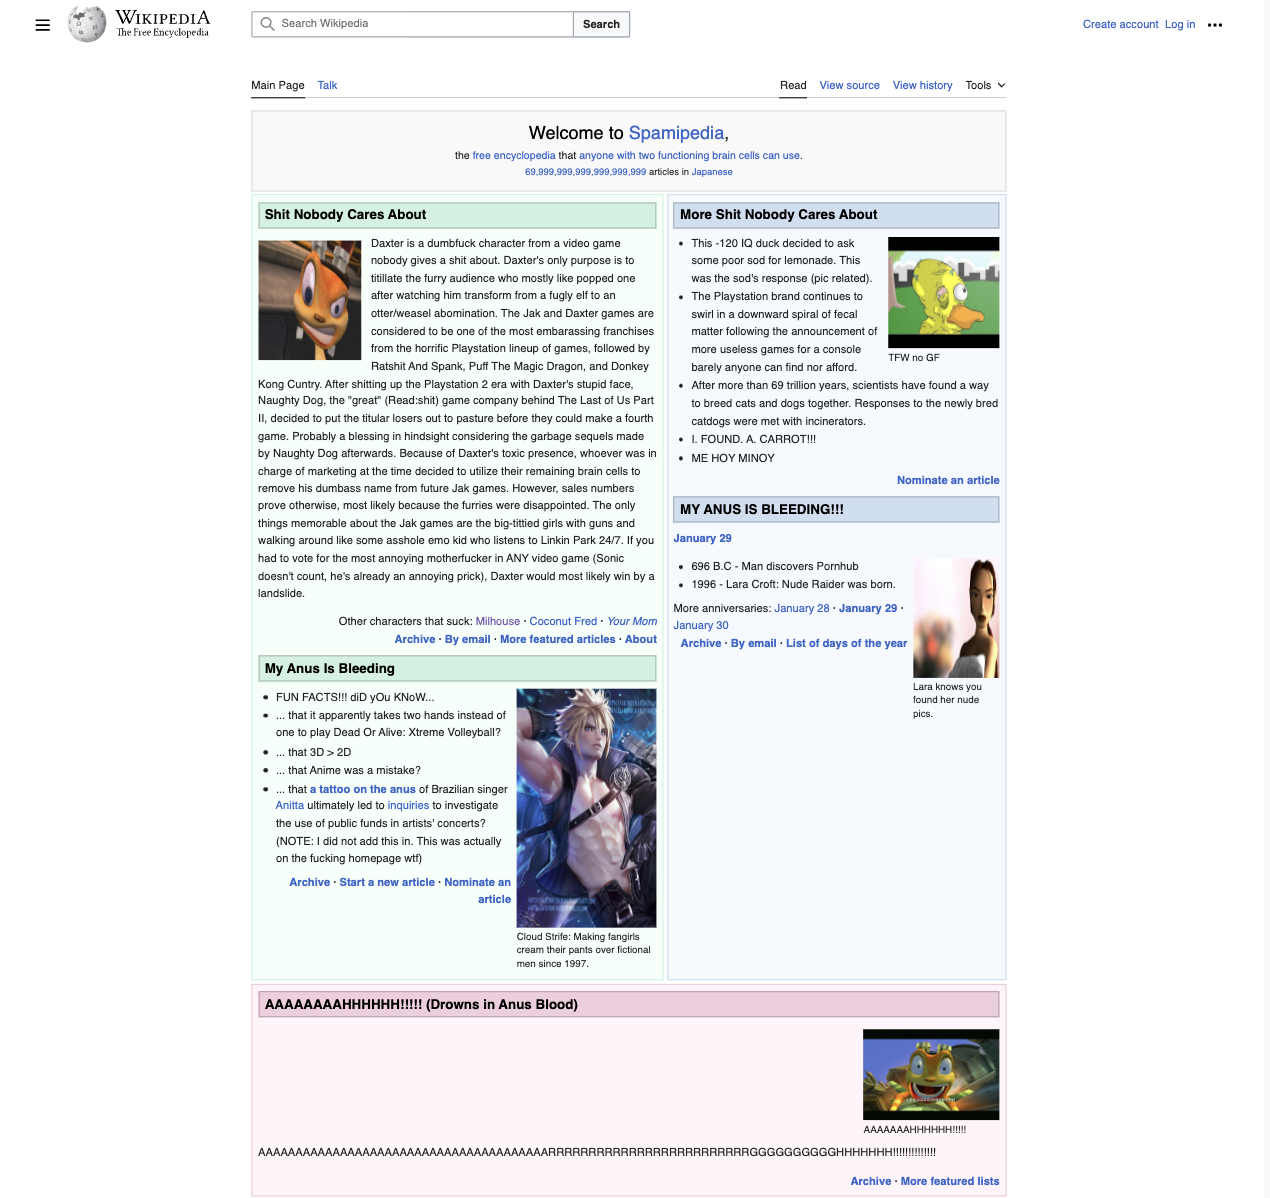 WIKIPEDIA
The Free Encyclopedia
Search Wikipedia
Search
Create account Log in
Main Page Talk
Read View source View history Tools
Welcome to Spamipedia,
the free encyclopedia that anyone with two functioning brain cells can use.
69,999,999,999,999,999,999 articles in Japanese
Shit Nobody Cares About
Daxter is a dumbfuck character from a video game
nobody gives a shit about. Daxter's only purpose is to
titillate the furry audience who mostly like popped one
after watching him transform from a fugly elf to an
otter/weasel abomination. The Jak and Daxter games are
considered to be one of the most embarassing franchises
from the horrific Playstation lineup of games, followed by
Ratshit And Spank, Puff The Magic Dragon, and Donkey
Kong Cuntry. After shitting up the Playstation 2 era with Daxter's stupid face,
Naughty Dog, the "great" (Read:shit) game company behind The Last of Us Part
II, decided to put the titular losers out to pasture before they could make a fourth
game. Probably a blessing in hindsight considering the garbage sequels made
by Naughty Dog afterwards. Because of Daxter's toxic presence, whoever was in
charge of marketing at the time decided to utilize their remaining brain cells to
remove his dumbass name from future Jak games. However, sales numbers
prove otherwise, most likely because the furries were disappointed. The only
things memorable about the Jak games are the big-tittied girls with guns and
walking around like some asshole emo kid who listens to Linkin Park 24/7. If you
had to vote for the most annoying motherfucker in ANY video game (Sonic
doesn't count, he's already an annoying prick), Daxter would most likely win by a
landslide.
Other characters that suck: Milhouse · Coconut Fred · Your Mom
Archive · By email · More featured articles · About
My Anus Is Bleeding
FUN FACTS!!! diD yOu KNoW...
... that it apparently takes two hands instead of
one to play Dead Or Alive: Xtreme Volleyball?
... that 3D > 2D
... that Anime was a mistake?
... that a tattoo on the anus of Brazilian singer
Anitta ultimately led to inquiries to investigate
the use of public funds in artists' concerts?
(NOTE: I did not add this in. This was actually
on the fucking homepage wtf)
Archive · Start a new article · Nominate an
article
Cloud Strife: Making fangirls
cream their pants over fictional
men since 1997.
More Shit Nobody Cares About
This -120 IQ duck decided to ask
some poor sod for lemonade. This
was the sod's response (pic related).
The Playstation brand continues to
swirl in a downward spiral of fecal
matter following the announcement of
more useless games for a console
barely anyone can find nor afford.
TFW no GF
After more than 69 trillion years, scientists have found a way
to breed cats and dogs together. Responses to the newly bred
catdogs were met with incinerators.
I. FOUND. A. CARROT!!!
ME HOY MINOY
Nominate an article
MY ANUS IS BLEEDING!!!
January 29
696 B.C - Man discovers Pornhub
1996 - Lara Croft: Nude Raider was born.
More anniversaries: January 28 · January 29 ·
January 30
Archive · By email · List of days of the year
Lara knows you
found her nude
pics.
AAAAAAAAHHHHHH!!!!! (Drowns in Anus Blood)
AAAAAAAHHHHHH!!!!!
AAAAAAAAAAAAAAAAAAAAAAAAAAAAAAAAAAAAAAARRRRRRRRRRRRRRRRRRRRRRRRRGGGGGGGGGGHHHHHHH!!!!!!!!!!!!!!
Archive · More featured lists